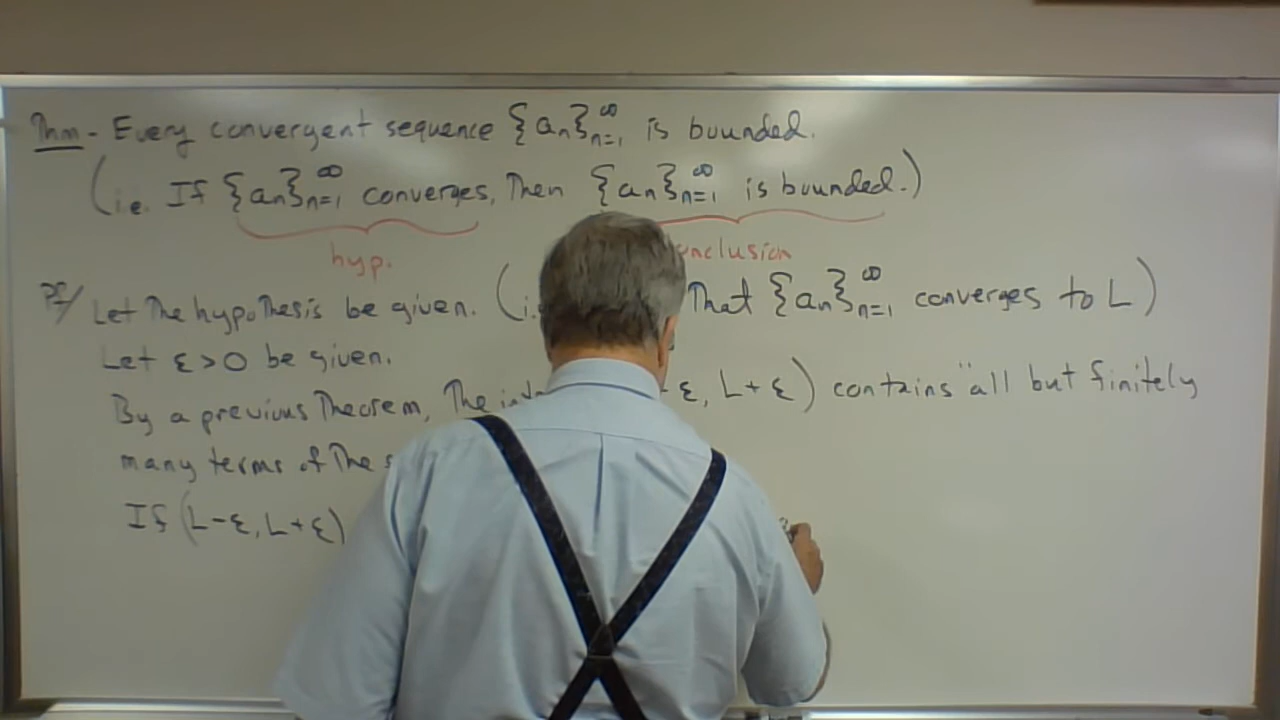 Thm - Every convergent sequence {aₙ}ₙ₌₁^∞ is bounded.
(i.e. If {aₙ}ₙ₌₁^∞ converges, Then {aₙ}ₙ₌₁^∞ is bounded.)
hyp. nclusion
Pf/ Let The hypothesis be given. (i. That {aₙ}ₙ₌₁^∞ converges to L)
Let ε > 0 be given.
By a previous Theorem, The ε, L + ε) contains "all but finitely
many terms of The s
If (L - ε, L + ε)